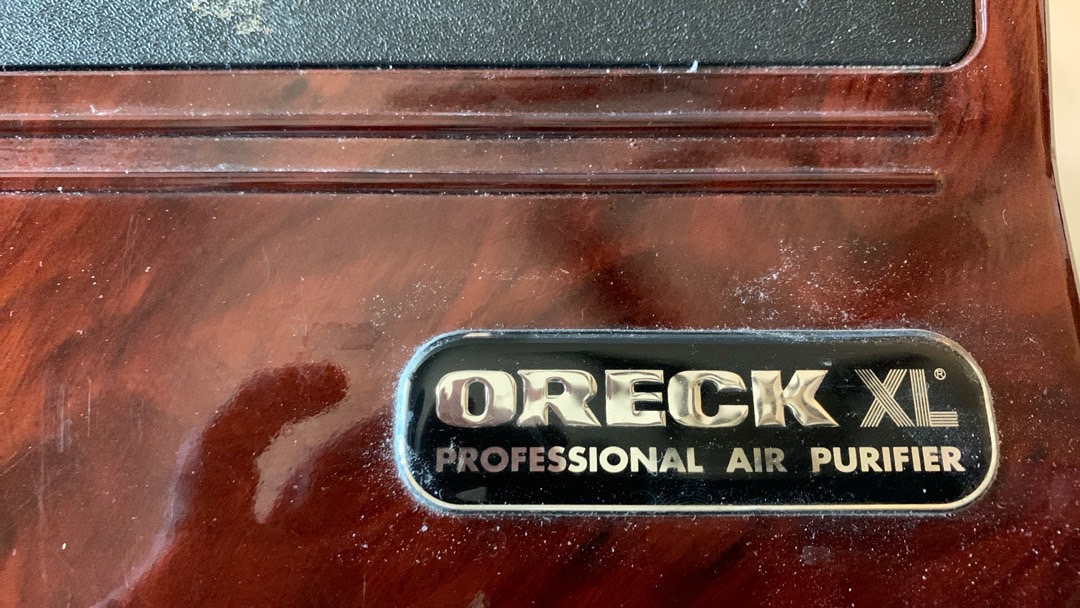 ORECK XL®
PROFESSIONAL AIR PURIFIER